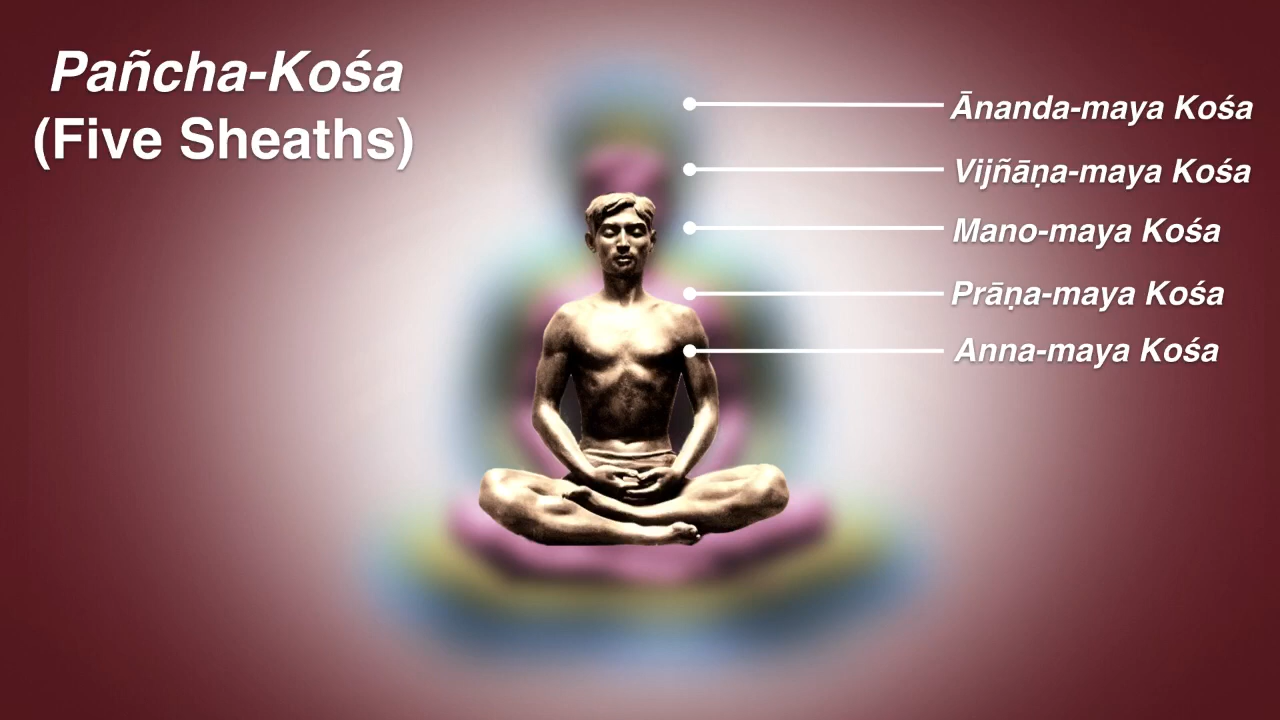 Pañcha-Kośa
(Five Sheaths)
Ānanda-maya Kośa
Vijñāṇa-maya Kośa
Mano-maya Kośa
Prāṇa-maya Kośa
Anna-maya Kośa